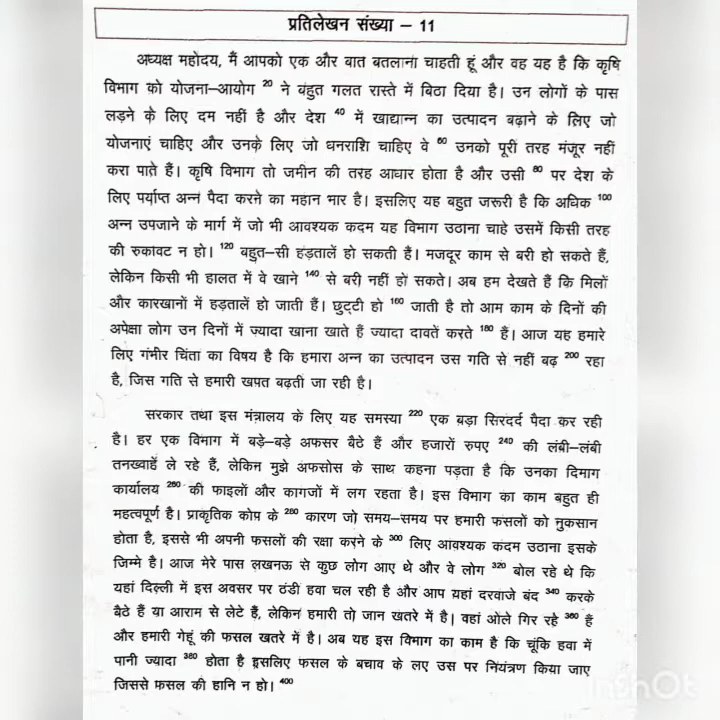 प्रतिलेखन संख्या – 11
अध्यक्ष महोदय, मैं आपको एक और बात बतलाना चाहती हूं और वह यह है कि कृषि
विभाग को योजना–आयोग 20 ने बहुत गलत रास्ते में बिठा दिया है। उन लोगों के पास
लड़ने के लिए दम नहीं है और देश 40 में खाद्यान्न का उत्पादन बढ़ाने के लिए जो
योजनाएं चाहिए और उनके लिए जो धनराशि चाहिए वे 60 उनको पूरी तरह मंजूर नहीं
करा पाते हैं। कृषि विभाग तो जमीन की तरह आधार होता है और उसी 80 पर देश के
लिए पर्याप्त अन्न पैदा करने का महान भार है। इसलिए यह बहुत जरूरी है कि अधिक 100
अन्न उपजाने के मार्ग में जो भी आवश्यक कदम यह विभाग उठाना चाहे उसमें किसी तरह
की रुकावट न हो। 120 बहुत–सी हड़तालें हो सकती हैं। मजदूर काम से बरी हो सकते हैं,
लेकिन किसी भी हालत में वे खाने 140 से बरी नहीं हो सकते। अब हम देखते हैं कि मिलों
और कारखानों में हड़तालें हो जाती हैं। छुट्टी हो 160 जाती है तो आम काम के दिनों की
अपेक्षा लोग उन दिनों में ज्यादा खाना खाते हैं ज्यादा दावतें करते 180 हैं। आज यह हमारे
लिए गंभीर चिंता का विषय है कि हमारा अन्न का उत्पादन उस गति से नहीं बढ़ 200 रहा
है, जिस गति से हमारी खपत बढ़ती जा रही है।
सरकार तथा इस मंत्रालय के लिए यह समस्या 220 एक बड़ा सिरदर्द पैदा कर रही
है। हर एक विभाग में बड़े–बड़े अफसर बैठे हैं और हजारों रुपए 240 की लंबी–लंबी
तनख्वाहें ले रहे हैं, लेकिन मुझे अफसोस के साथ कहना पड़ता है कि उनका दिमाग
कार्यालय 260 की फाइलों और कागजों में लग रहता है। इस विभाग का काम बहुत ही
महत्वपूर्ण है। प्राकृतिक कोप के 280 कारण जो समय–समय पर हमारी फसलों को नुकसान
होता है, इससे भी अपनी फसलों की रक्षा करने के 300 लिए आवश्यक कदम उठाना इसके
जिम्मे है। आज मेरे पास लखनऊ से कुछ लोग आए थे और वे लोग 320 बोल रहे थे कि
यहां दिल्ली में इस अवसर पर ठंडी हवा चल रही है और आप यहां दरवाजे बंद 340 करके
बैठे हैं या आराम से लेटे हैं, लेकिन हमारी तो जान खतरे में है। वहां ओले गिर रहे 360 हैं
और हमारी गेहूं की फसल खतरे में है। अब यह इस विभाग का काम है कि चूंकि हवा में
पानी ज्यादा 380 होता है इसलिए फसल के बचाव के लए उस पर नियंत्रण किया जाए
जिससे फसल की हानि न हो। 400
InShOt